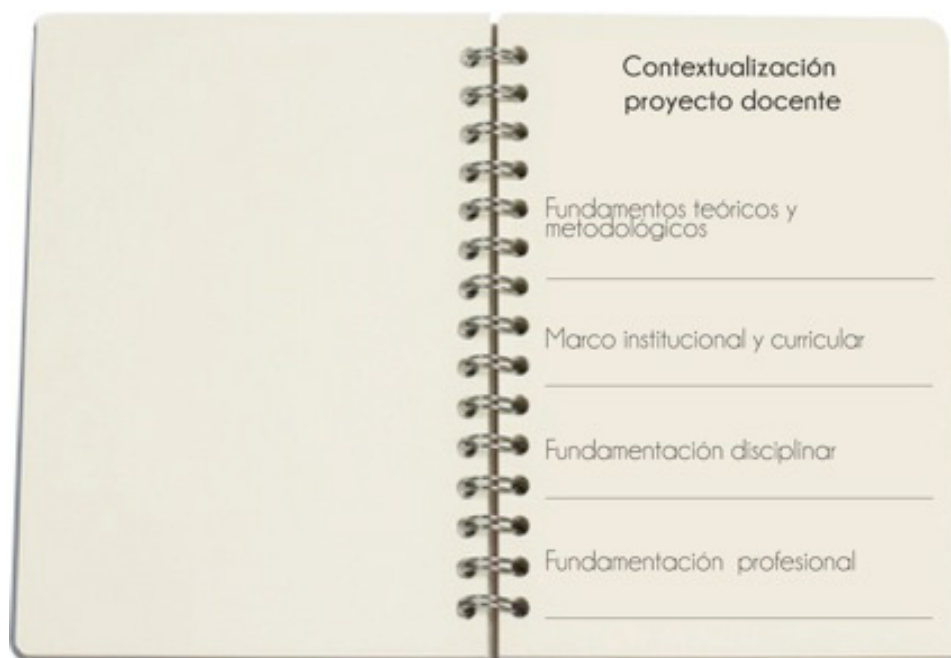 Contextualización
proyecto docente
Fundamentos teóricos y
metodológicos
Marco institucional y curricular
Fundamentación disciplinar
Fundamentación profesional